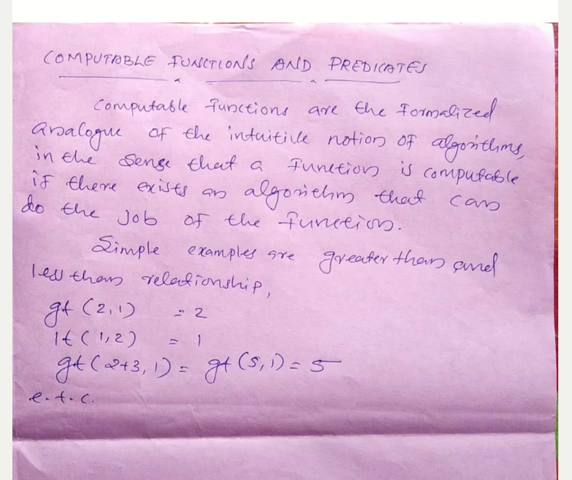 COMPUTABLE FUNCTIONS AND PREDICATES
Computable functions are the formalized
analogue of the intuitive notion of algorithms,
in the sense that a function is computable
if there exists an algorithm that can
do the job of the function.
Simple examples are greater than and
less than relationship,
gt (2,1) = 2
lt (1,2) = 1
gt (2+3, 1) = gt (5,1) = 5
e.t.c.